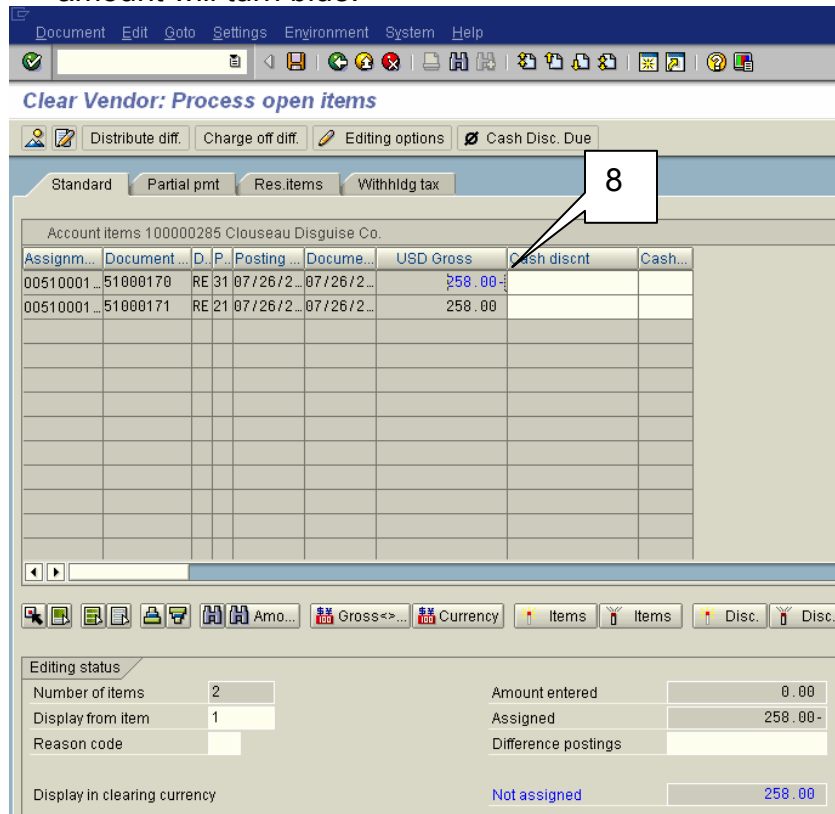 amount will turn blue.
Document Edit Goto Settings Environment System Help
Clear Vendor: Process open items
Distribute diff. Charge off diff. Editing options Cash Disc. Due
8
Standard Partial pmt Res.items Withhldg tax
Account items 100000285 Clouseau Disguise Co.
Assignm... Document ... D.. P.. Posting ... Docume... USD Gross Cash discnt Cash...
00510001 … 51000170 RE 31 07/26/2… 07/26/2… 258.00-
00510001 … 51000171 RE 21 07/26/2… 07/26/2… 258.00
Amo... Gross<>... Currency Items Items Disc. Disc.
Editing status
Number of items 2 Amount entered 0.00
Display from item 1 Assigned 258.00-
Reason code Difference postings
Display in clearing currency Not assigned 258.00